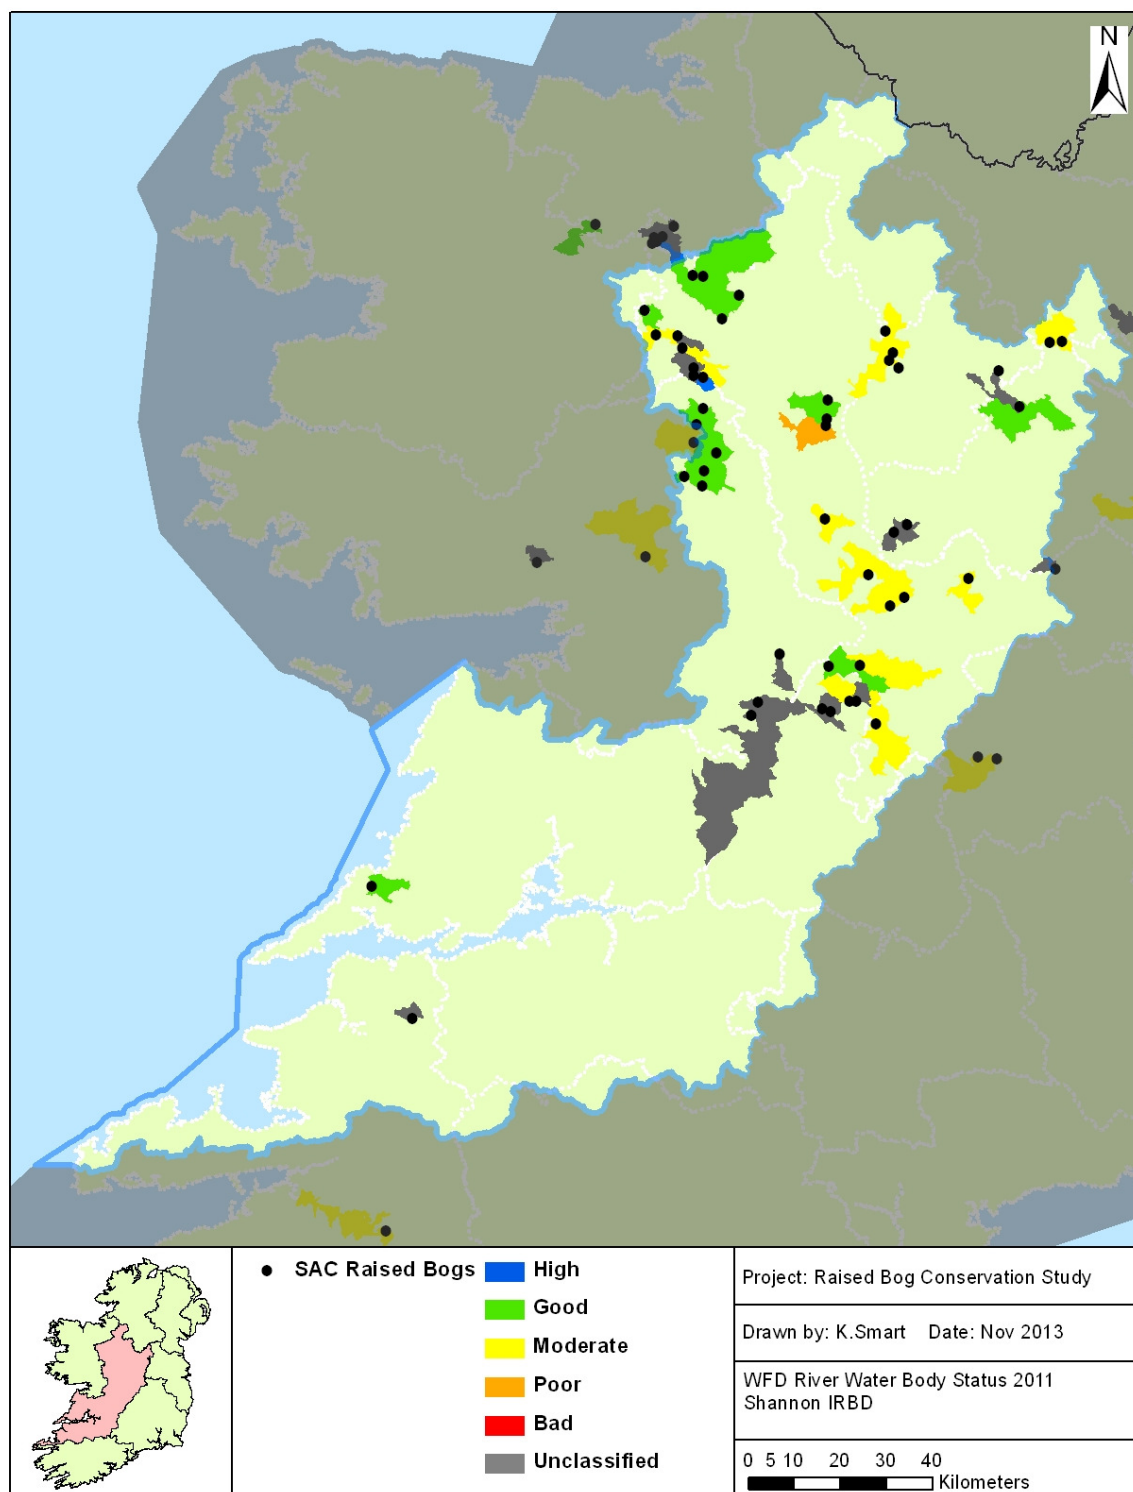 N
SAC Raised Bogs
High
Good
Moderate
Poor
Bad
Unclassified
Project: Raised Bog Conservation Study
Drawn by: K.Smart Date: Nov 2013
WFD River Water Body Status 2011
Shannon IRBD
0 5 10 20 30 40
Kilometers